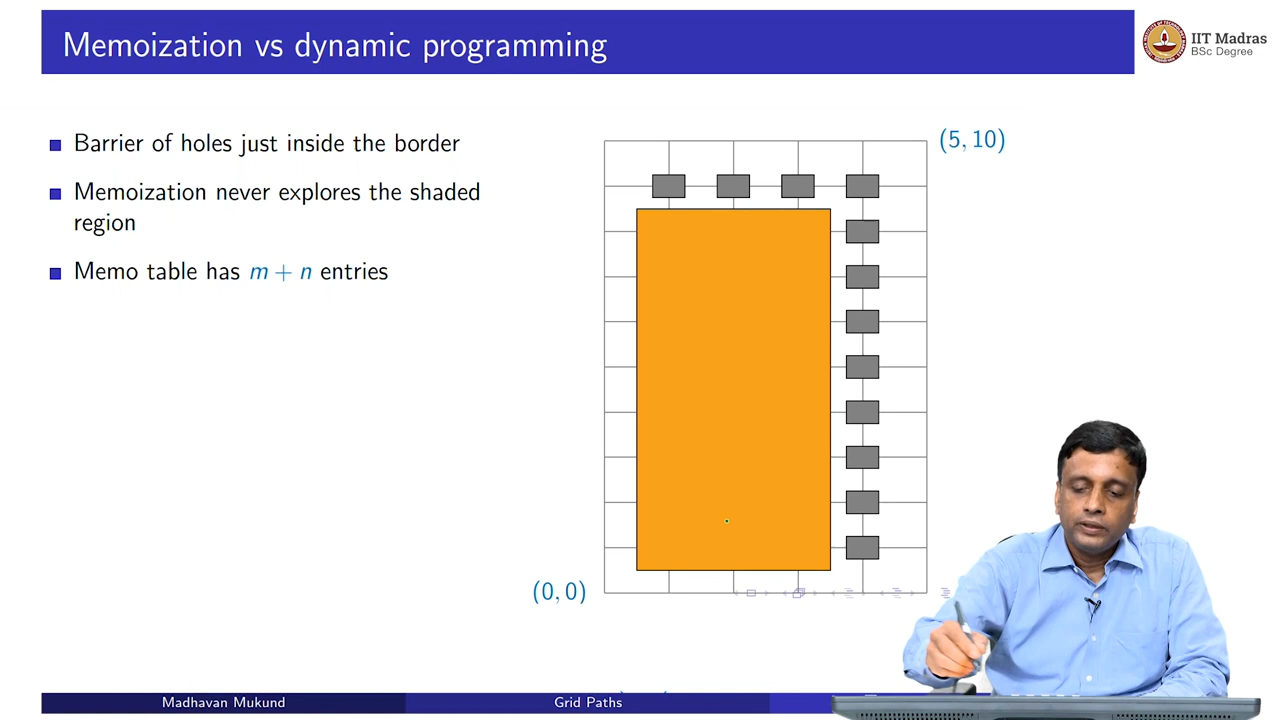 Memoization vs dynamic programming
IIT Madras
BSc Degree
Barrier of holes just inside the border
Memoization never explores the shaded
region
Memo table has m + n entries
(5, 10)
(0, 0)
Madhavan Mukund
Grid Paths